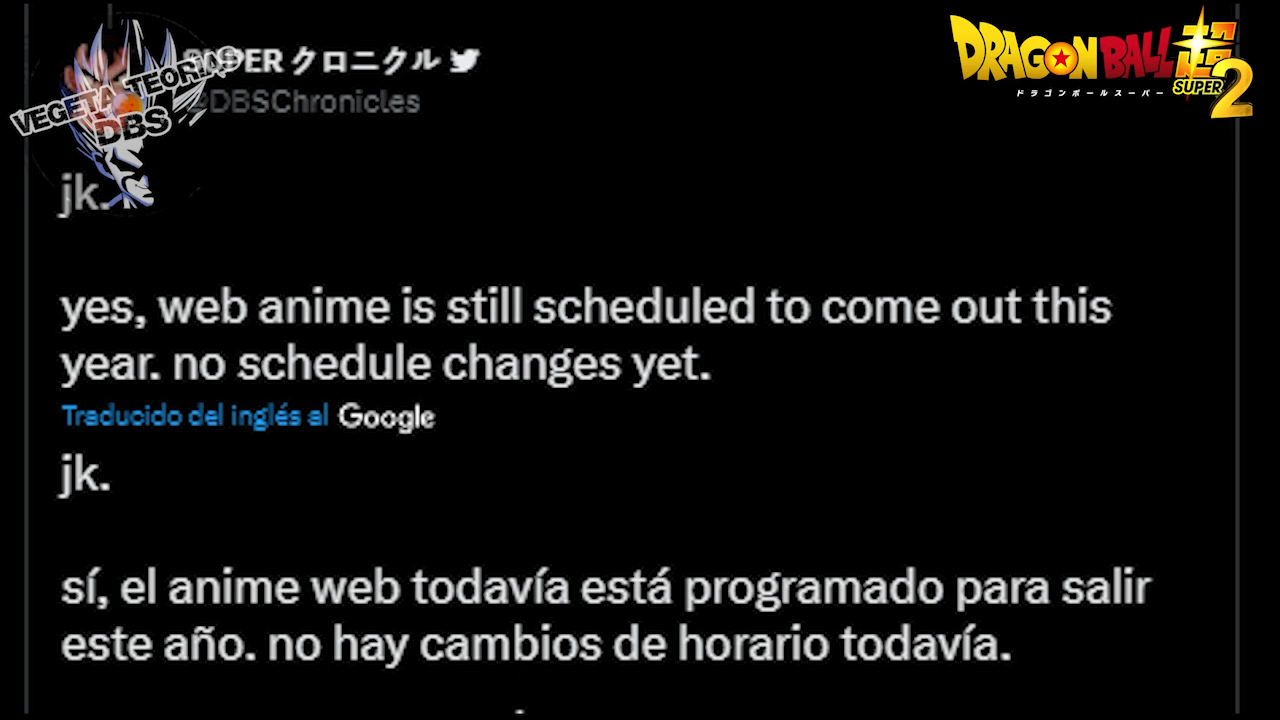 SUPER クロニクル
@DBSChronicles
VEGETA TEORIAS
DBS
DRAGON BALL 超
SUPER 2
ドラゴンボールスーパー
jk.
yes, web anime is still scheduled to come out this
year. no schedule changes yet.
Traducido del inglés al Google
jk.
sí, el anime web todavía está programado para salir
este año. no hay cambios de horario todavía.